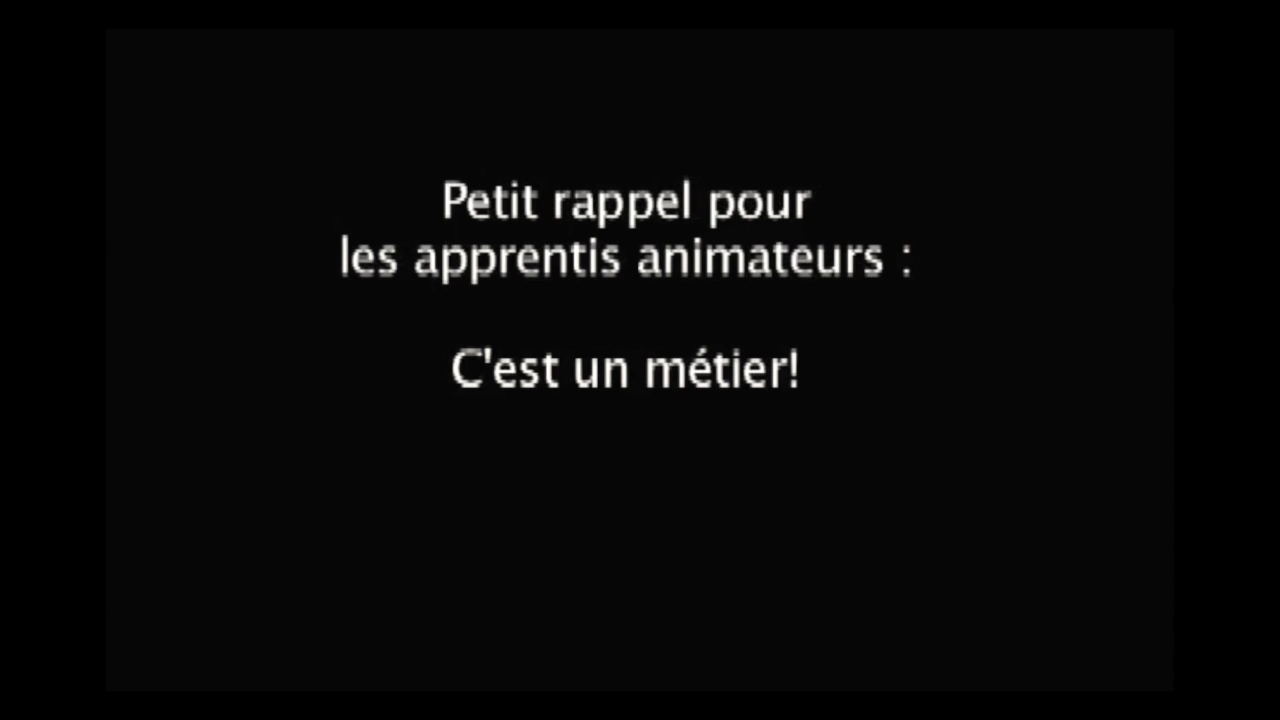 Petit rappel pour
les apprentis animateurs :
C'est un métier!